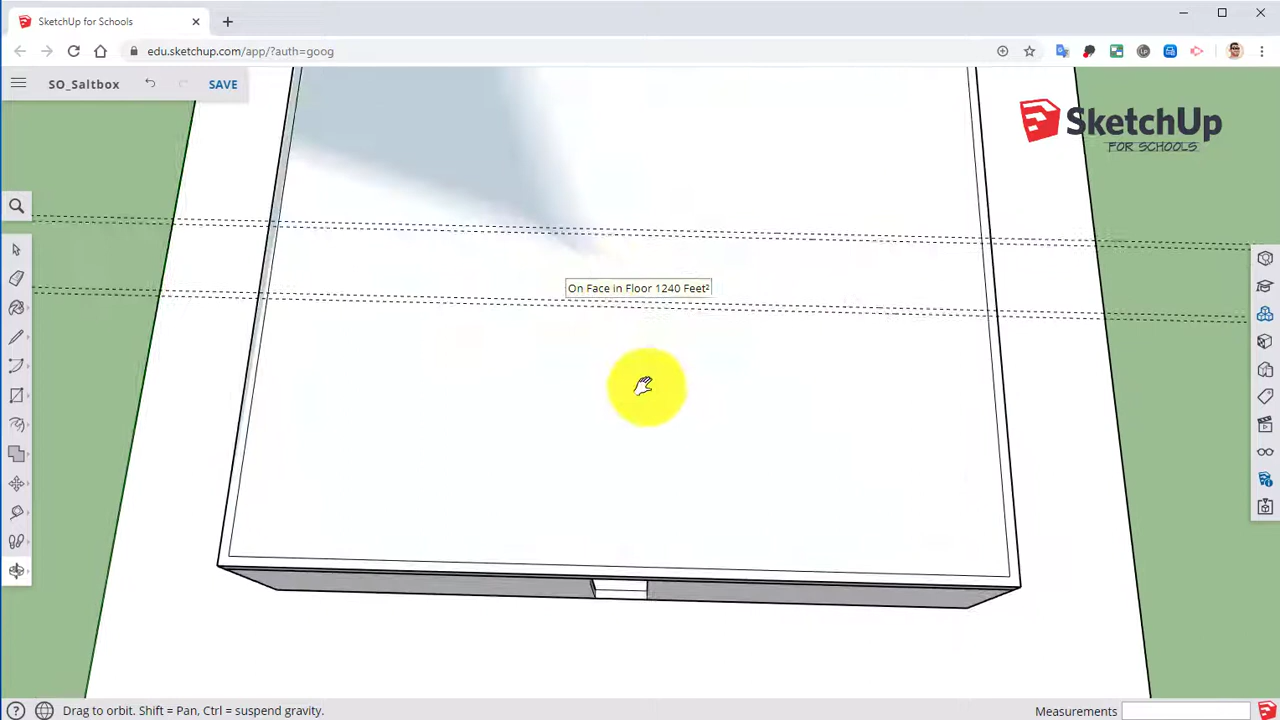 SketchUp for Schools
edu.sketchup.com/app/?auth=goog
SO_Saltbox
SAVE
SketchUp
FOR SCHOOLS
On Face in Floor 1240 Feet²
Drag to orbit. Shift = Pan, Ctrl = suspend gravity.
Measurements